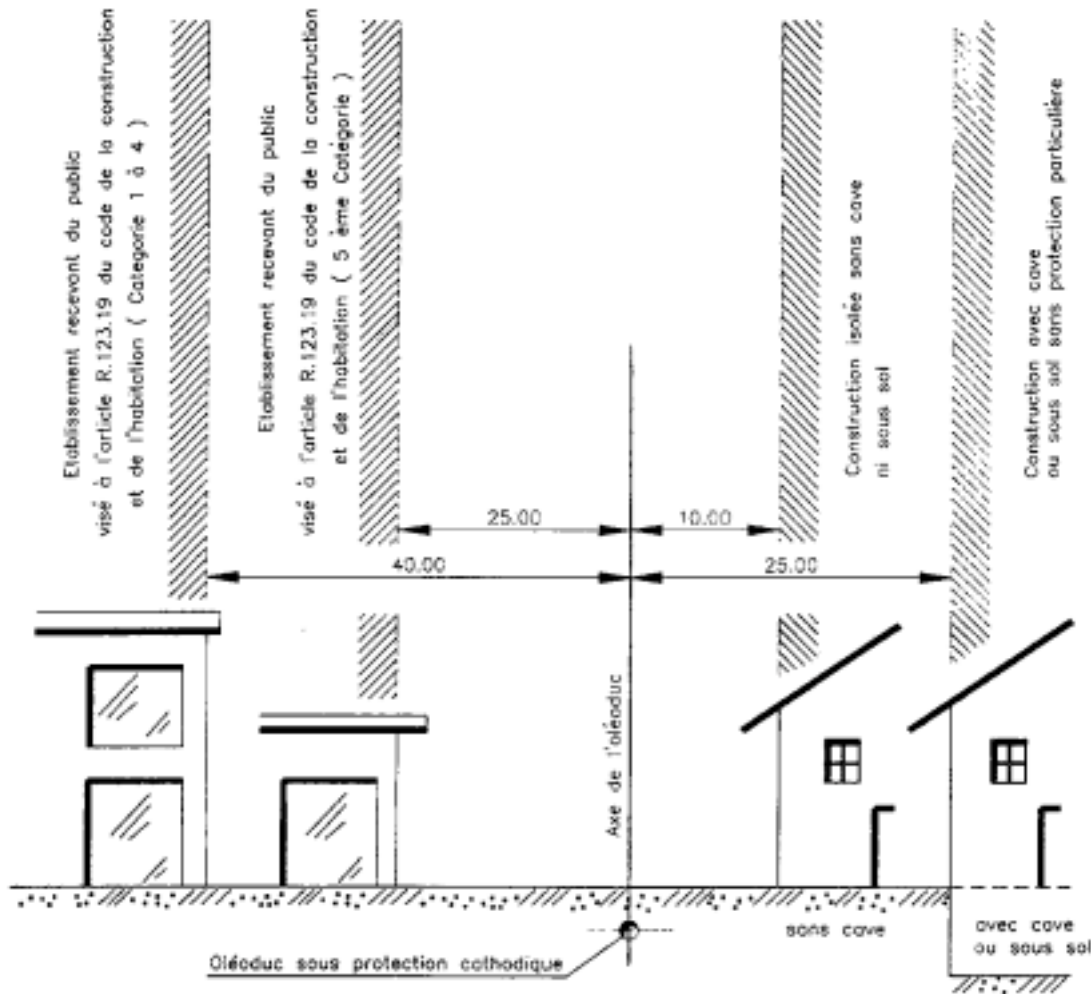 Etablissement recevant du public
visé à l'article R.123.19 du code de la construction
et de l'habitation ( Categorie 1 à 4 )
Etablissement recevant du public
visé à l'article R.123.19 du code de la construction
et de l'habitation ( 5 ème Catégorie )
Construction isolée sans cave
ni sous sol
Construction avec cave
ou sous sol sans protection particulière
25.00
10.00
40.00
25.00
Axe de l'oléoduc
sans cave
avec cave
ou sous sol
Oléoduc sous protection cathodique